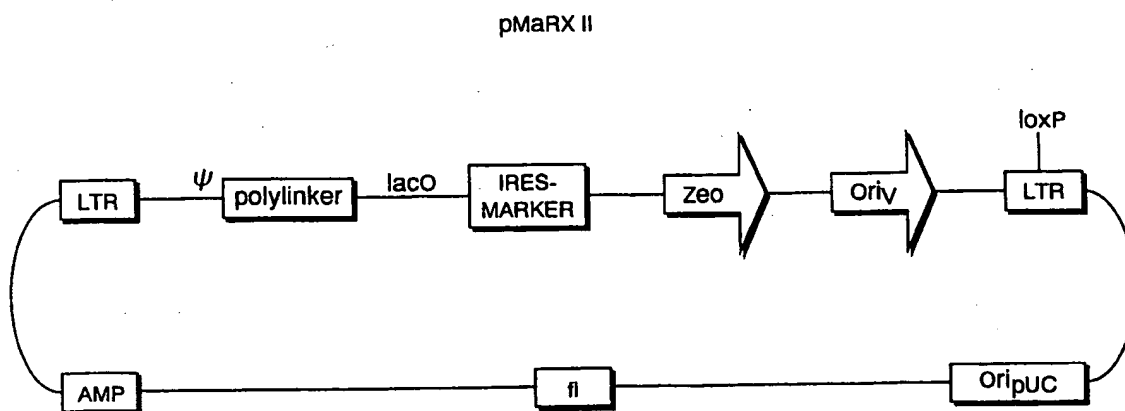 pMaRX II
loxP
LTR
ψ
polylinker
lacO
IRES-
MARKER
Zeo
OriV
LTR
AMP
fl
OripUC